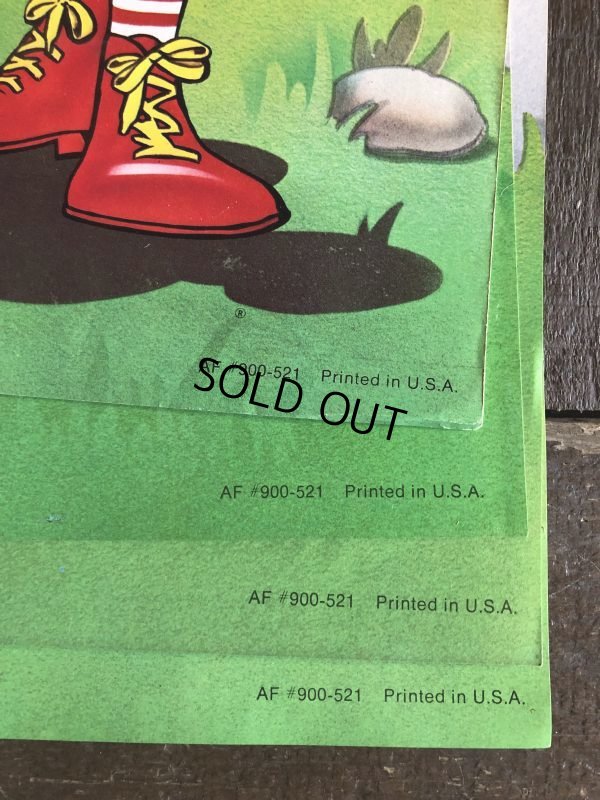 ®
AF #900-521 Printed in U.S.A.
SOLD OUT
AF #900-521 Printed in U.S.A.
AF #900-521 Printed in U.S.A.
AF #900-521 Printed in U.S.A.